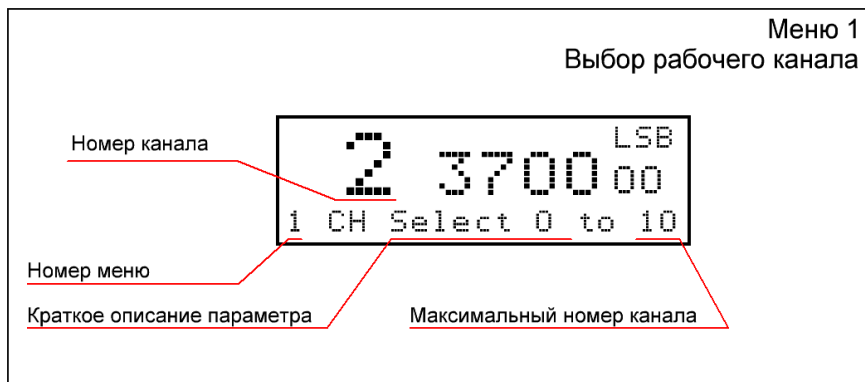 Меню 1
Выбор рабочего канала
Номер канала
LSB
2 3700 00
1 CH Select 0 to 10
Номер меню
Краткое описание параметра
Максимальный номер канала